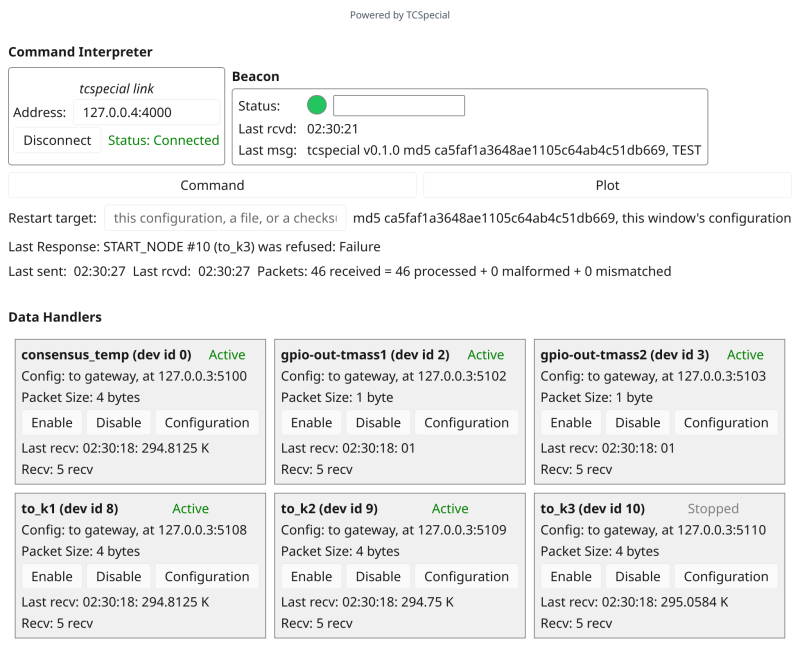 Powered by TCSpecial
Command Interpreter
tcspecial link
Address: 127.0.0.4:4000
Disconnect Status: Connected
Beacon
Status:
Last rcvd: 02:30:21
Last msg: tcspecial v0.1.0 md5 ca5faf1a3648ae1105c64ab4c51db669, TEST
Command Plot
Restart target: this configuration, a file, or a checksu md5 ca5faf1a3648ae1105c64ab4c51db669, this window's configuration
Last Response: START_NODE #10 (to_k3) was refused: Failure
Last sent: 02:30:27 Last rcvd: 02:30:27 Packets: 46 received = 46 processed + 0 malformed + 0 mismatched
Data Handlers
consensus_temp (dev id 0) Active
Config: to gateway, at 127.0.0.3:5100
Packet Size: 4 bytes
Enable Disable Configuration
Last recv: 02:30:18: 294.8125 K
Recv: 5 recv
gpio-out-tmass1 (dev id 2) Active
Config: to gateway, at 127.0.0.3:5102
Packet Size: 1 byte
Enable Disable Configuration
Last recv: 02:30:18: 01
Recv: 5 recv
gpio-out-tmass2 (dev id 3) Active
Config: to gateway, at 127.0.0.3:5103
Packet Size: 1 byte
Enable Disable Configuration
Last recv: 02:30:18: 01
Recv: 5 recv
to_k1 (dev id 8) Active
Config: to gateway, at 127.0.0.3:5108
Packet Size: 4 bytes
Enable Disable Configuration
Last recv: 02:30:18: 294.8125 K
Recv: 5 recv
to_k2 (dev id 9) Active
Config: to gateway, at 127.0.0.3:5109
Packet Size: 4 bytes
Enable Disable Configuration
Last recv: 02:30:18: 294.75 K
Recv: 5 recv
to_k3 (dev id 10) Stopped
Config: to gateway, at 127.0.0.3:5110
Packet Size: 4 bytes
Enable Disable Configuration
Last recv: 02:30:18: 295.0584 K
Recv: 5 recv